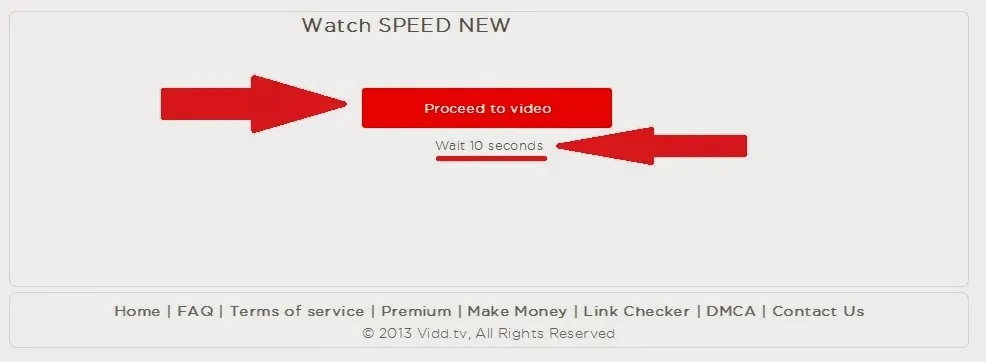 Watch SPEED NEW
Proceed to video
Wait 10 seconds
Home | FAQ | Terms of service | Premium | Make Money | Link Checker | DMCA | Contact Us
© 2013 Vidd.tv, All Rights Reserved